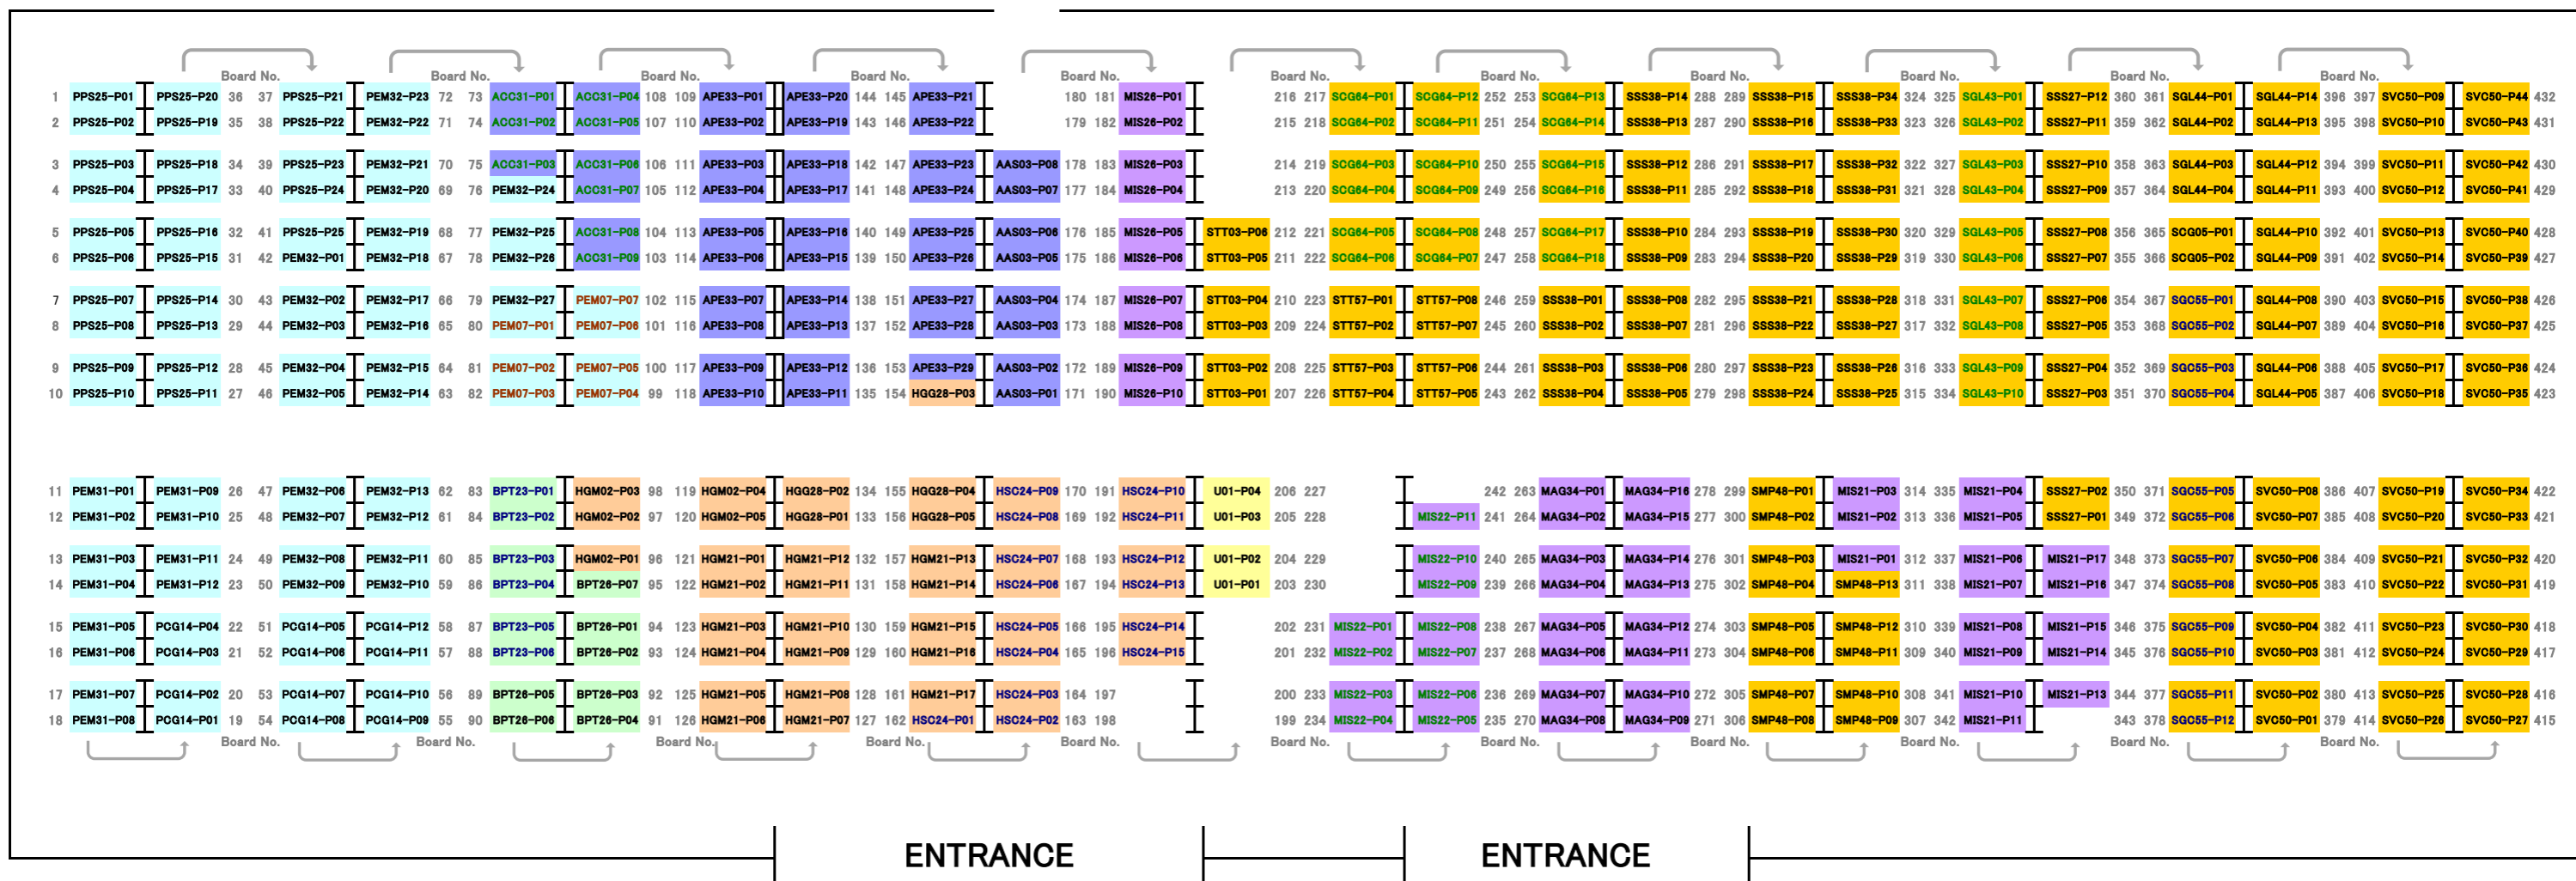 Board No. Board No. Board No. Board No. Board No. Board No. Board No. Board No. Board No. Board No. Board No.
1 PPS25-P01 PPS25-P20 36 37 PPS25-P21 PEM32-P23 72 73 ACC31-P01 ACC31-P04 108 109 APE33-P01 APE33-P20 144 145 APE33-P21 180 181 MIS26-P01 216 217 SCG64-P01 SCG64-P12 252 253 SCG64-P13 SSS38-P14 288 289 SSS38-P15 SSS38-P34 324 325 SGL43-P01 SSS27-P12 360 361 SGL44-P01 SGL44-P14 396 397 SVC50-P09 SVC50-P44 432
2 PPS25-P02 PPS25-P19 35 38 PPS25-P22 PEM32-P22 71 74 ACC31-P02 ACC31-P05 107 110 APE33-P02 APE33-P19 143 146 APE33-P22 179 182 MIS26-P02 215 218 SCG64-P02 SCG64-P11 251 254 SCG64-P14 SSS38-P13 287 290 SSS38-P16 SSS38-P33 323 326 SGL43-P02 SSS27-P11 359 362 SGL44-P02 SGL44-P13 395 398 SVC50-P10 SVC50-P43 431
3 PPS25-P03 PPS25-P18 34 39 PPS25-P23 PEM32-P21 70 75 ACC31-P03 ACC31-P06 106 111 APE33-P03 APE33-P18 142 147 APE33-P23 AAS03-P08 178 183 MIS26-P03 214 219 SCG64-P03 SCG64-P10 250 255 SCG64-P15 SSS38-P12 286 291 SSS38-P17 SSS38-P32 322 327 SGL43-P03 SSS27-P10 358 363 SGL44-P03 SGL44-P12 394 399 SVC50-P11 SVC50-P42 430
4 PPS25-P04 PPS25-P17 33 40 PPS25-P24 PEM32-P20 69 76 PEM32-P24 ACC31-P07 105 112 APE33-P04 APE33-P17 141 148 APE33-P24 AAS03-P07 177 184 MIS26-P04 213 220 SCG64-P04 SCG64-P09 249 256 SCG64-P16 SSS38-P11 285 292 SSS38-P18 SSS38-P31 321 328 SGL43-P04 SSS27-P09 357 364 SGL44-P04 SGL44-P11 393 400 SVC50-P12 SVC50-P41 429
5 PPS25-P05 PPS25-P16 32 41 PPS25-P25 PEM32-P19 68 77 PEM32-P25 ACC31-P08 104 113 APE33-P05 APE33-P16 140 149 APE33-P25 AAS03-P06 176 185 MIS26-P05 STT03-P06 212 221 SCG64-P05 SCG64-P08 248 257 SCG64-P17 SSS38-P10 284 293 SSS38-P19 SSS38-P30 320 329 SGL43-P05 SSS27-P08 356 365 SCG05-P01 SGL44-P10 392 401 SVC50-P13 SVC50-P40 428
6 PPS25-P06 PPS25-P15 31 42 PEM32-P01 PEM32-P18 67 78 PEM32-P26 ACC31-P09 103 114 APE33-P06 APE33-P15 139 150 APE33-P26 AAS03-P05 175 186 MIS26-P06 STT03-P05 211 222 SCG64-P06 SCG64-P07 247 258 SCG64-P18 SSS38-P09 283 294 SSS38-P20 SSS38-P29 319 330 SGL43-P06 SSS27-P07 355 366 SCG05-P02 SGL44-P09 391 402 SVC50-P14 SVC50-P39 427
7 PPS25-P07 PPS25-P14 30 43 PEM32-P02 PEM32-P17 66 79 PEM32-P27 PEM07-P07 102 115 APE33-P07 APE33-P14 138 151 APE33-P27 AAS03-P04 174 187 MIS26-P07 STT03-P04 210 223 STT57-P01 STT57-P08 246 259 SSS38-P01 SSS38-P08 282 295 SSS38-P21 SSS38-P28 318 331 SGL43-P07 SSS27-P06 354 367 SGC55-P01 SGL44-P08 390 403 SVC50-P15 SVC50-P38 426
8 PPS25-P08 PPS25-P13 29 44 PEM32-P03 PEM32-P16 65 80 PEM07-P01 PEM07-P06 101 116 APE33-P08 APE33-P13 137 152 APE33-P28 AAS03-P03 173 188 MIS26-P08 STT03-P03 209 224 STT57-P02 STT57-P07 245 260 SSS38-P02 SSS38-P07 281 296 SSS38-P22 SSS38-P27 317 332 SGL43-P08 SSS27-P05 353 368 SGC55-P02 SGL44-P07 389 404 SVC50-P16 SVC50-P37 425
9 PPS25-P09 PPS25-P12 28 45 PEM32-P04 PEM32-P15 64 81 PEM07-P02 PEM07-P05 100 117 APE33-P09 APE33-P12 136 153 APE33-P29 AAS03-P02 172 189 MIS26-P09 STT03-P02 208 225 STT57-P03 STT57-P06 244 261 SSS38-P03 SSS38-P06 280 297 SSS38-P23 SSS38-P26 316 333 SGL43-P09 SSS27-P04 352 369 SGC55-P03 SGL44-P06 388 405 SVC50-P17 SVC50-P36 424
10 PPS25-P10 PPS25-P11 27 46 PEM32-P05 PEM32-P14 63 82 PEM07-P03 PEM07-P04 99 118 APE33-P10 APE33-P11 135 154 HGG28-P03 AAS03-P01 171 190 MIS26-P10 STT03-P01 207 226 STT57-P04 STT57-P05 243 262 SSS38-P04 SSS38-P05 279 298 SSS38-P24 SSS38-P25 315 334 SGL43-P10 SSS27-P03 351 370 SGC55-P04 SGL44-P05 387 406 SVC50-P18 SVC50-P35 423
11 PEM31-P01 PEM31-P09 26 47 PEM32-P06 PEM32-P13 62 83 BPT23-P01 HGM02-P03 98 119 HGM02-P04 HGG28-P02 134 155 HGG28-P04 HSC24-P09 170 191 HSC24-P10 U01-P04 206 227 242 263 MAG34-P01 MAG34-P16 278 299 SMP48-P01 MIS21-P03 314 335 MIS21-P04 SSS27-P02 350 371 SGC55-P05 SVC50-P08 386 407 SVC50-P19 SVC50-P34 422
12 PEM31-P02 PEM31-P10 25 48 PEM32-P07 PEM32-P12 61 84 BPT23-P02 HGM02-P02 97 120 HGM02-P05 HGG28-P01 133 156 HGG28-P05 HSC24-P08 169 192 HSC24-P11 U01-P03 205 228 MIS22-P11 241 264 MAG34-P02 MAG34-P15 277 300 SMP48-P02 MIS21-P02 313 336 MIS21-P05 SSS27-P01 349 372 SGC55-P06 SVC50-P07 385 408 SVC50-P20 SVC50-P33 421
13 PEM31-P03 PEM31-P11 24 49 PEM32-P08 PEM32-P11 60 85 BPT23-P03 HGM02-P01 96 121 HGM21-P01 HGM21-P12 132 157 HGM21-P13 HSC24-P07 168 193 HSC24-P12 U01-P02 204 229 MIS22-P10 240 265 MAG34-P03 MAG34-P14 276 301 SMP48-P03 MIS21-P01 312 337 MIS21-P06 MIS21-P17 348 373 SGC55-P07 SVC50-P06 384 409 SVC50-P21 SVC50-P32 420
14 PEM31-P04 PEM31-P12 23 50 PEM32-P09 PEM32-P10 59 86 BPT23-P04 BPT26-P07 95 122 HGM21-P02 HGM21-P11 131 158 HGM21-P14 HSC24-P06 167 194 HSC24-P13 U01-P01 203 230 MIS22-P09 239 266 MAG34-P04 MAG34-P13 275 302 SMP48-P04 SMP48-P13 311 338 MIS21-P07 MIS21-P16 347 374 SGC55-P08 SVC50-P05 383 410 SVC50-P22 SVC50-P31 419
15 PEM31-P05 PCG14-P04 22 51 PCG14-P05 PCG14-P12 58 87 BPT23-P05 BPT26-P01 94 123 HGM21-P03 HGM21-P10 130 159 HGM21-P15 HSC24-P05 166 195 HSC24-P14 202 231 MIS22-P01 MIS22-P08 238 267 MAG34-P05 MAG34-P12 274 303 SMP48-P05 SMP48-P12 310 339 MIS21-P08 MIS21-P15 346 375 SGC55-P09 SVC50-P04 382 411 SVC50-P23 SVC50-P30 418
16 PEM31-P06 PCG14-P03 21 52 PCG14-P06 PCG14-P11 57 88 BPT23-P06 BPT26-P02 93 124 HGM21-P04 HGM21-P09 129 160 HGM21-P16 HSC24-P04 165 196 HSC24-P15 201 232 MIS22-P02 MIS22-P07 237 268 MAG34-P06 MAG34-P11 273 304 SMP48-P06 SMP48-P11 309 340 MIS21-P09 MIS21-P14 345 376 SGC55-P10 SVC50-P03 381 412 SVC50-P24 SVC50-P29 417
17 PEM31-P07 PCG14-P02 20 53 PCG14-P07 PCG14-P10 56 89 BPT26-P05 BPT26-P03 92 125 HGM21-P05 HGM21-P08 128 161 HGM21-P17 HSC24-P03 164 197 200 233 MIS22-P03 MIS22-P06 236 269 MAG34-P07 MAG34-P10 272 305 SMP48-P07 SMP48-P10 308 341 MIS21-P10 MIS21-P13 344 377 SGC55-P11 SVC50-P02 380 413 SVC50-P25 SVC50-P28 416
18 PEM31-P08 PCG14-P01 19 54 PCG14-P08 PCG14-P09 55 90 BPT26-P06 BPT26-P04 91 126 HGM21-P06 HGM21-P07 127 162 HSC24-P01 HSC24-P02 163 198 199 234 MIS22-P04 MIS22-P05 235 270 MAG34-P08 MAG34-P09 271 306 SMP48-P08 SMP48-P09 307 342 MIS21-P11 343 378 SGC55-P12 SVC50-P01 379 414 SVC50-P26 SVC50-P27 415
Board No. Board No. Board No. Board No. Board No. Board No. Board No. Board No. Board No. Board No. Board No.
ENTRANCE ENTRANCE